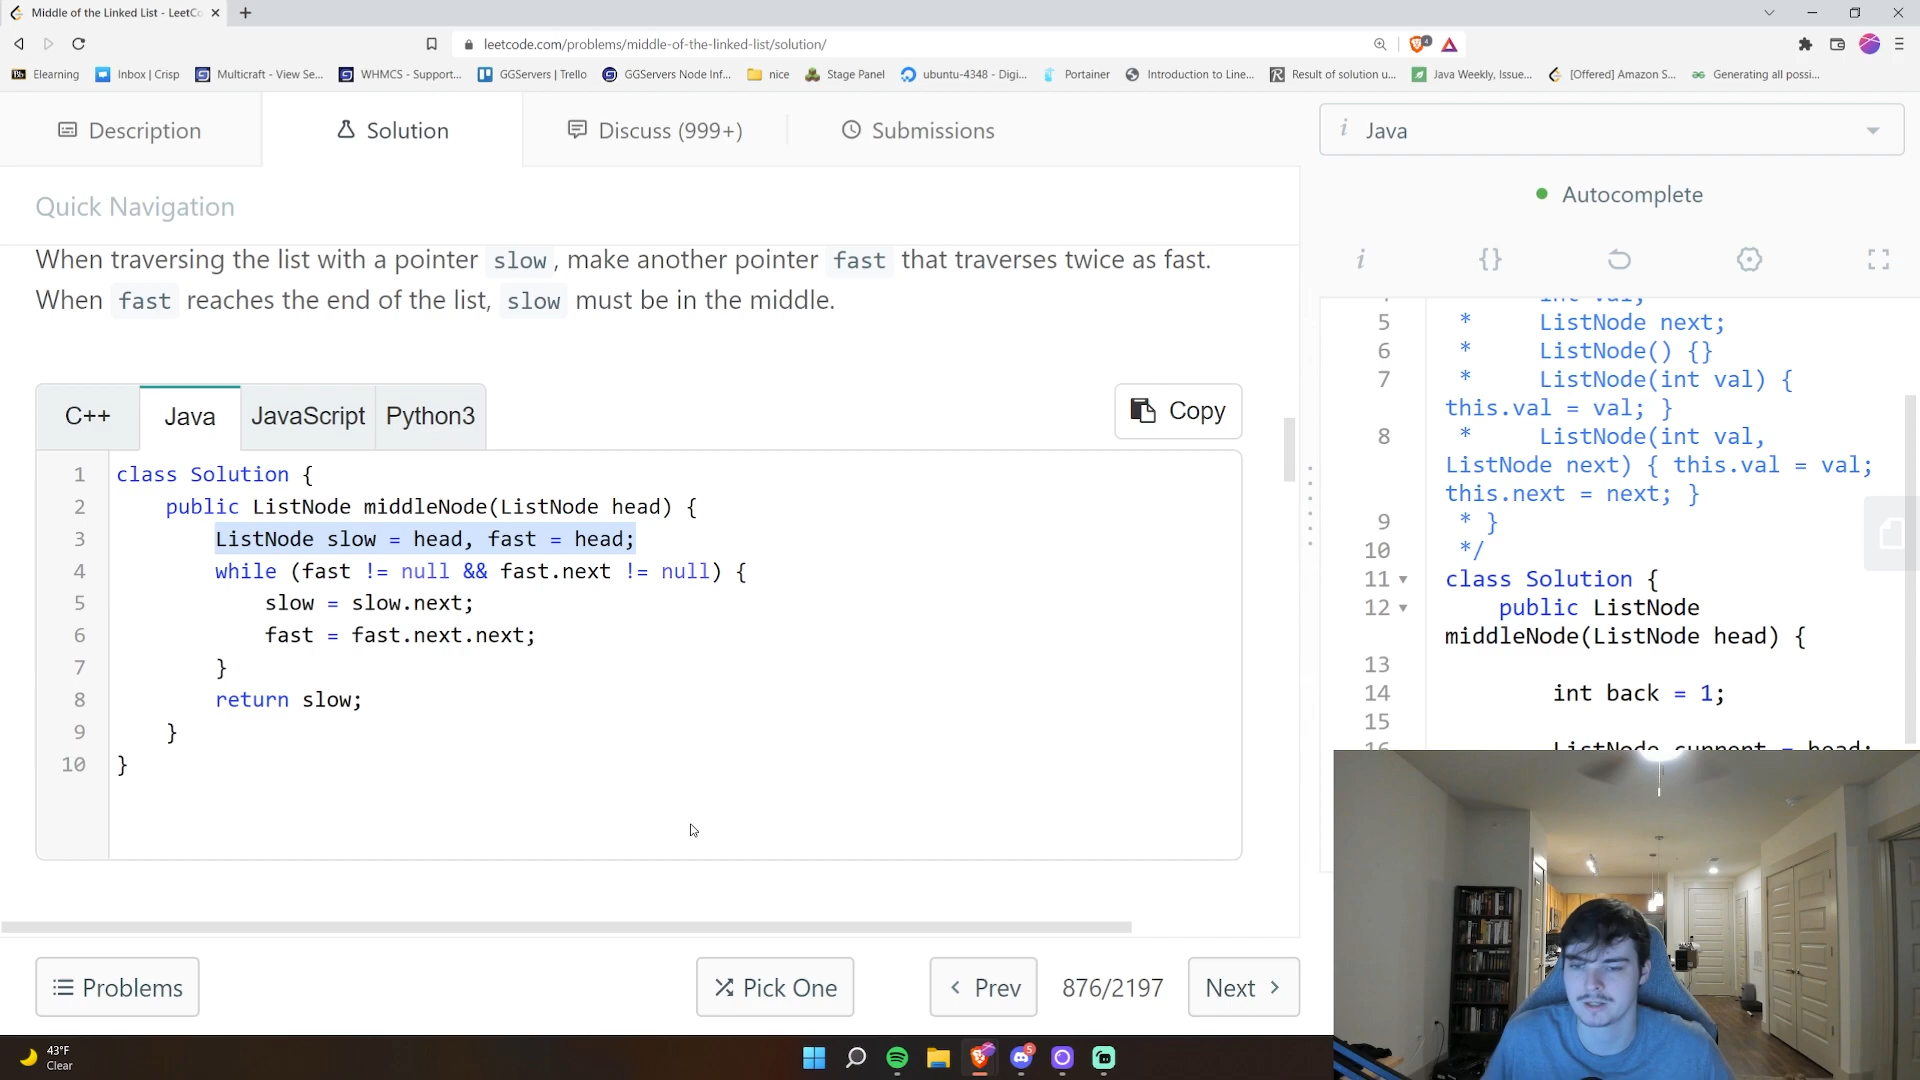 Middle of the Linked List - LeetCo
leetcode.com/problems/middle-of-the-linked-list/solution/
4
Bb Elearning
Inbox | Crisp
Multicraft - View Se...
WHMCS - Support...
GGServers | Trello
GGServers Node Inf...
nice
Stage Panel
ubuntu-4348 - Digi...
Portainer
Introduction to Line...
Result of solution u...
Java Weekly, Issue...
[Offered] Amazon S...
Generating all possi...
Description
Solution
Discuss (999+)
Submissions
i Java
Quick Navigation
Autocomplete
i {}
When traversing the list with a pointer slow, make another pointer fast that traverses twice as fast.
When fast reaches the end of the list, slow must be in the middle.
C++
Java
JavaScript
Python3
Copy
1 class Solution {
2 public ListNode middleNode(ListNode head) {
3 ListNode slow = head, fast = head;
4 while (fast != null && fast.next != null) {
5 slow = slow.next;
6 fast = fast.next.next;
7 }
8 return slow;
9 }
10 }
int val;
5 * ListNode next;
6 * ListNode() {}
7 * ListNode(int val) {
this.val = val; }
8 * ListNode(int val,
ListNode next) { this.val = val;
this.next = next; }
9 * }
10 */
11 class Solution {
12 public ListNode
middleNode(ListNode head) {
13
14 int back = 1;
15
16 ListNode current = head;
Problems
Pick One
Prev
876/2197
Next
43°F
Clear
5